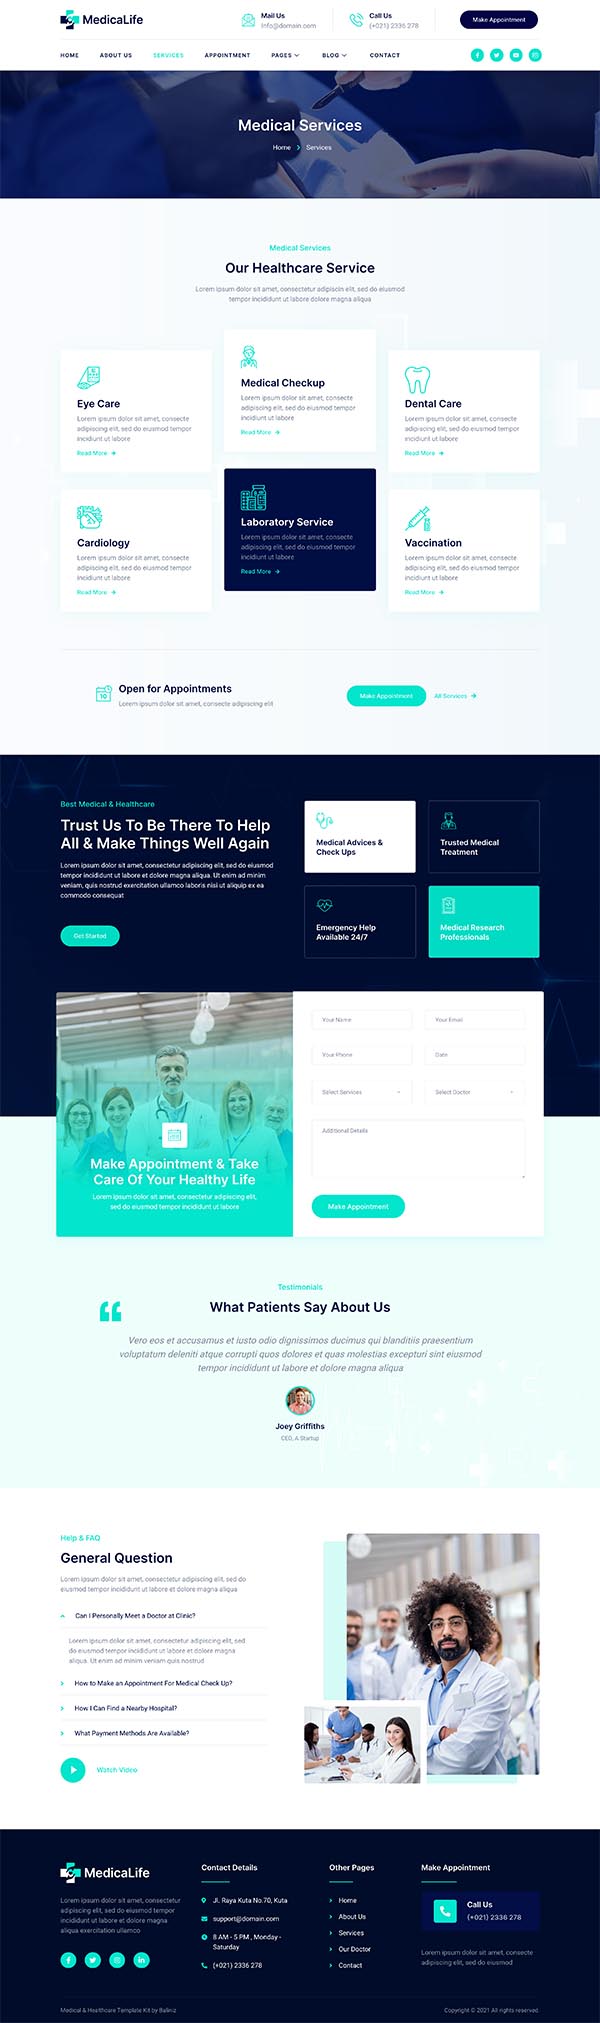 MedicaLife
Mail Us
Info@domain.com
Call Us
(+021) 2336 278
Make Appointment
HOME
ABOUT US
SERVICES
APPOINTMENT
PAGES
BLOG
CONTACT
Medical Services
Home
Services
Medical Services
Our Healthcare Service
Lorem ipsum dolor sit amet, consectetur adipiscin elit, sed do eiusmod
tempor incididunt ut labore dolore magna aliqua
Eye Care
Lorem ipsum dolor sit amet, consecte
adipiscing elit, sed do eiusmod tempor
incidiunt ut labore
Read More
Medical Checkup
Lorem ipsum dolor sit amet, consecte
adipiscing elit, sed do eiusmod tempor
incidiunt ut labore
Read More
Dental Care
Lorem ipsum dolor sit amet, consecte
adipiscing elit, sed do eiusmod tempor
incidiunt ut labore
Read More
Cardiology
Lorem ipsum dolor sit amet, consecte
adipiscing elit, sed do eiusmod tempor
incidiunt ut labore
Read More
Laboratory Service
Lorem ipsum dolor sit amet, consecte
adipiscing elit, sed do eiusmod tempor
incidiunt ut labore
Read More
Vaccination
Lorem ipsum dolor sit amet, consecte
adipiscing elit, sed do eiusmod tempor
incidiunt ut labore
Read More
Open for Appointments
Lorem ipsum dolor sit amet, consecte adipiscing elit
Make Appointment
All Services
Best Medical & Healthcare
Trust Us To Be There To Help
All & Make Things Well Again
Lorem ipsum dolor sit amet, consectetur adipiscing elit, sed do eiusmod
tempor incididunt ut labore et dolore magna aliqua. Ut enim ad minim
veniam, quis nostrud exercitation ullamco laboris nisi ut aliquip ex ea
commodo consequat
Get Started
Medical Advices &
Check Ups
Trusted Medical
Treatment
Emergency Help
Available 24/7
Medical Research
Professionals
Make Appointment & Take
Care Of Your Healthy Life
Lorem ipsum dolor sit amet, consectetur adipiscing elit,
sed do eiusmod tempor incididunt ut labore
Your Name
Your Email
Your Phone
Date
Select Services
Select Doctor
Additional Details
Make Appointment
Testimonials
What Patients Say About Us
Vero eos et accusamus et iusto odio dignissimos ducimus qui blanditiis praesentium
voluptatum deleniti atque corrupti quos dolores et quas molestias excepturi sint eiusmod
tempor incididunt ut labore et dolore magna aliqua
Joey Griffiths
CEO, A Startup
Help & FAQ
General Question
Lorem ipsum dolor sit amet, consectetur adipiscing elit, sed do
eiusmod tempor incididunt ut labore et dolore magna aliqua
Can I Personally Meet a Doctor at Clinic?
Lorem ipsum dolor sit amet, consectetur adipiscing elit, sed do
eiusmod tempor incididunt ut labore et dolore magna
aliqua. Ut enim ad minim veniam quis nostrud
How to Make an Appointment For Medical Check Up?
How I Can Find a Nearby Hospital?
What Payment Methods Are Available?
Watch Video
MedicaLife
Lorem ipsum dolor sit amet, consectetur
adipiscing elit, sed do eiusmod tempor
incididunt ut labore et dolore magna
aliqua exercitation ullamco
Contact Details
Jl. Raya Kuta No.70, Kuta
support@domain.com
8 AM - 5 PM , Monday -
Saturday
(+021) 2336 278
Other Pages
Home
About Us
Services
Our Doctor
Contact
Make Appointment
Call Us
(+021) 2336 278
Lorem ipsum dolor sit amet, consectetur
adipiscing elit, sed do eiusmod
Medical & Healthcare Template Kit by Baliniz
Copyright © 2021 All rights reserved.